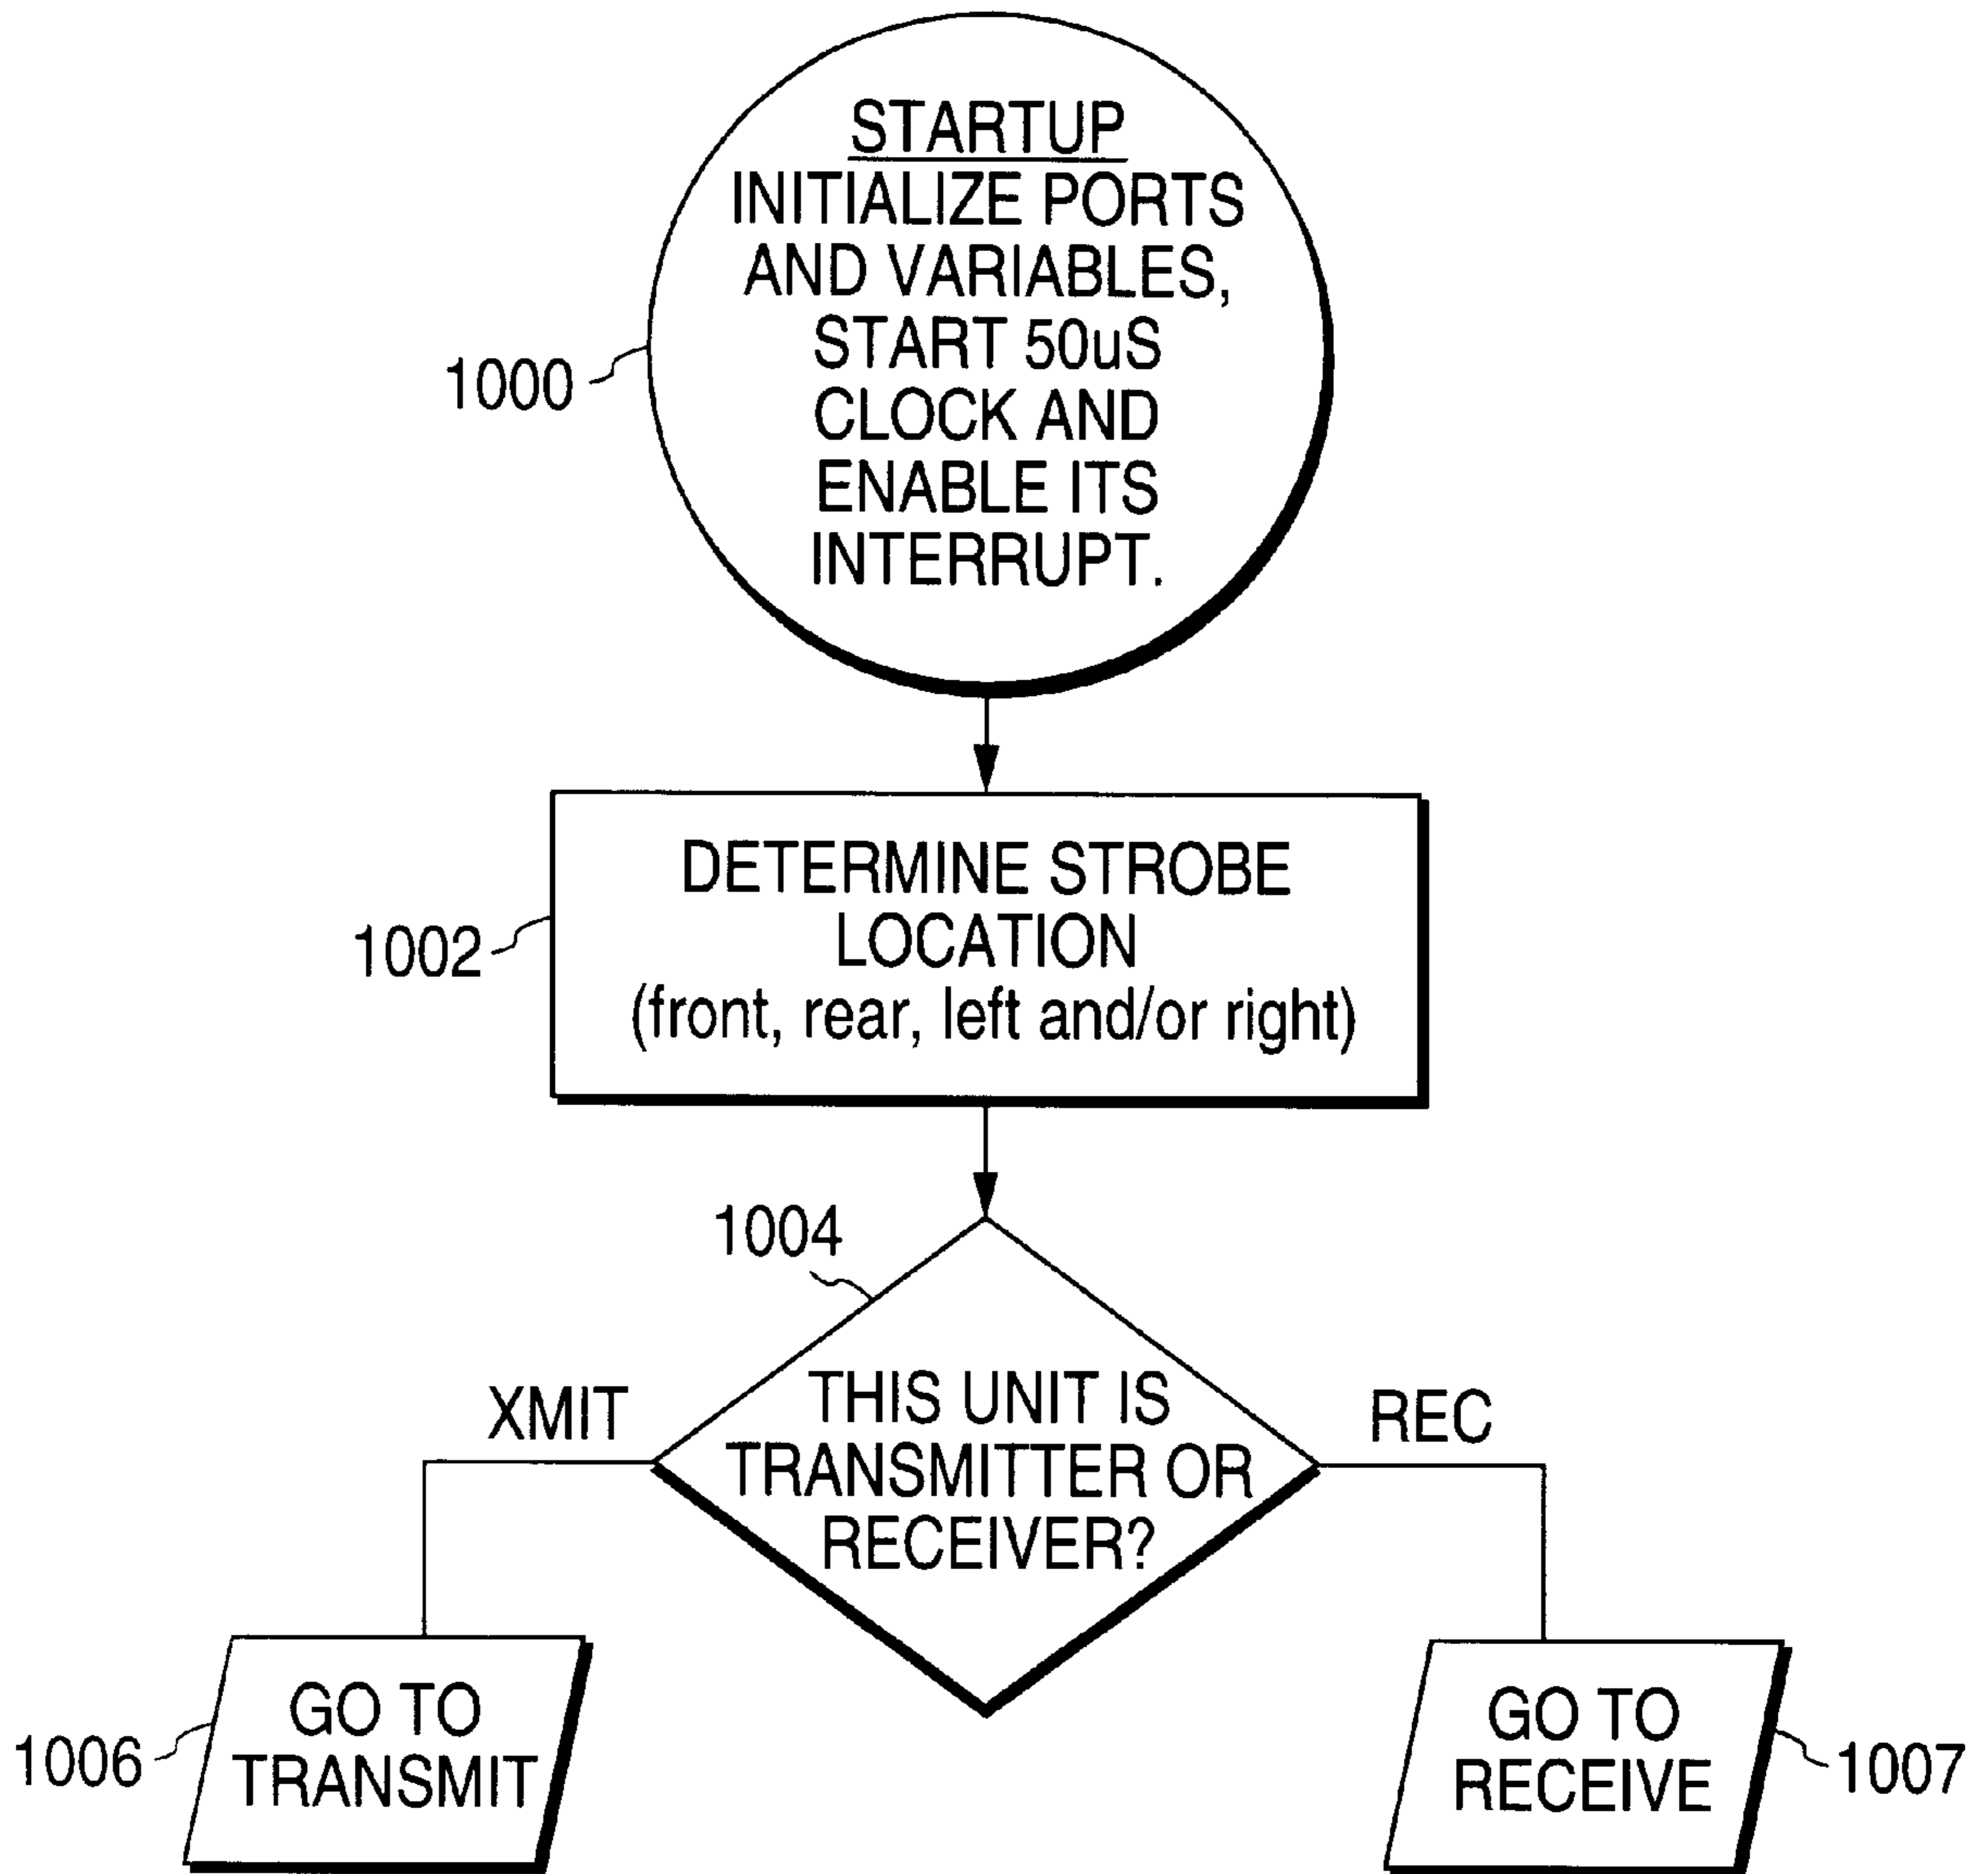 STARTUP
INITIALIZE PORTS
AND VARIABLES,
START 50uS
CLOCK AND
ENABLE ITS
INTERRUPT.
1000
DETERMINE STROBE
LOCATION
(front, rear, left and/or right)
1002
1004
THIS UNIT IS
TRANSMITTER OR
RECEIVER?
XMIT
REC
GO TO
TRANSMIT
1006
GO TO
RECEIVE
1007